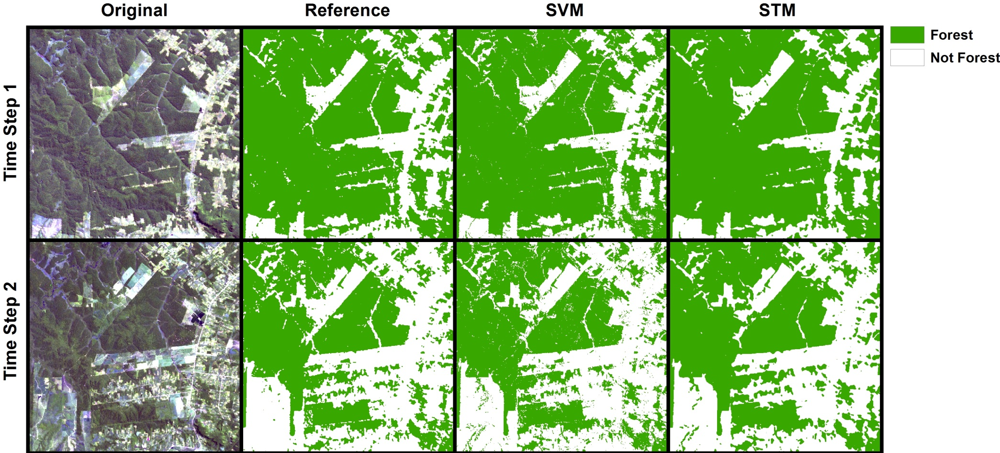 Original Reference SVM STM
Forest
Not Forest
Time Step 1
Time Step 2